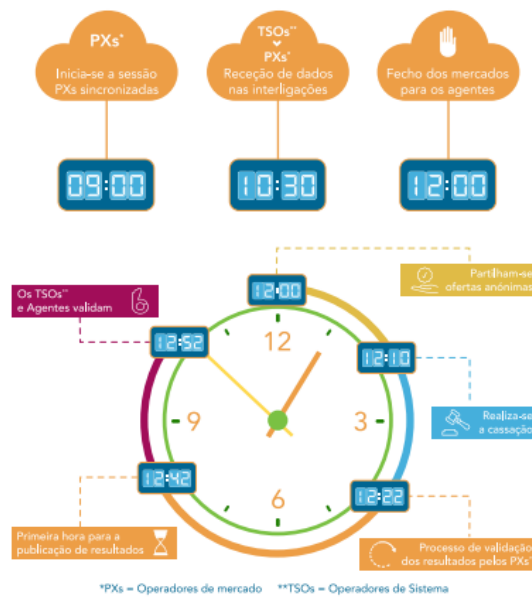 PXs*
Inicia-se a sessão
PXs sincronizadas
TSOs**
PXs*
Receção de dados
nas interligações
Fecho dos mercados
para os agentes
09:00
10:30
12:00
Os TSOs**
e Agentes validam
12:00
Partilham-se
ofertas anónimas
12:52
12
12:10
9
3
Realiza-se
a cassação
12:42
6
12:22
Primeira hora para a
publicação de resultados
Processo de validação
dos resultados pelos PXs*
*PXs = Operadores de mercado **TSOs = Operadores de Sistema